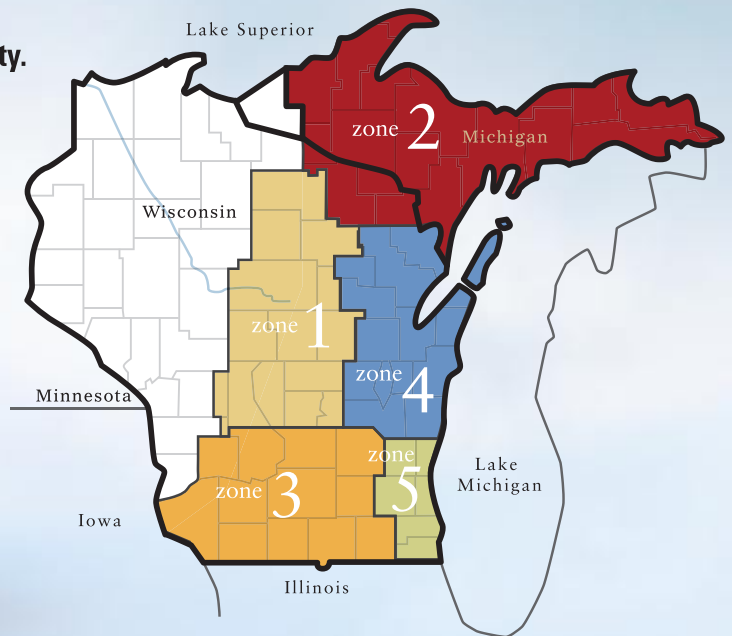 Lake Superior
ty.
zone 2
Michigan
Wisconsin
zone 1
zone 4
Minnesota
zone 5
Lake
Michigan
zone 3
Iowa
Illinois